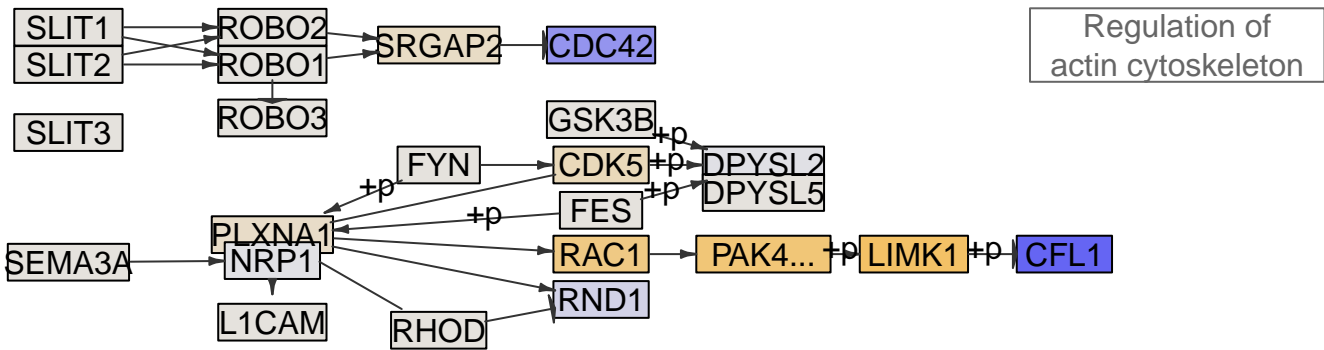 SLIT1
ROBO2
SRGAP2
CDC42
Regulation of
actin cytoskeleton
SLIT2
ROBO1
SLIT3
ROBO3
GSK3B
+p
FYN
CDK5
+p
DPYSL2
+p
+p
DPYSL5
FES
+p
PLXNA1
SEMA3A
NRP1
RAC1
PAK4...
+p
LIMK1
+p
CFL1
RND1
L1CAM
RHOD